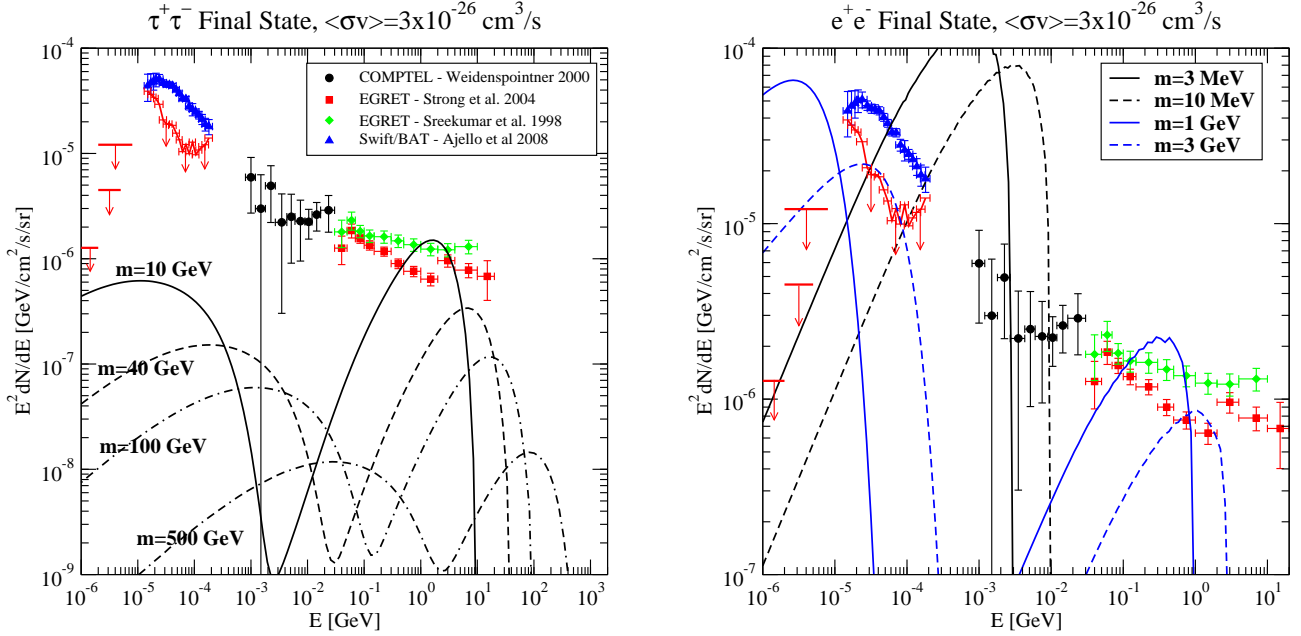 τ⁺τ⁻ Final State, <σv>=3x10⁻²⁶ cm³/s
10⁻⁴
10⁻⁵
10⁻⁶
10⁻⁷
10⁻⁸
10⁻⁹
E² dN/dE [GeV/cm²/s/sr]
COMPTEL - Weidenspointner 2000
EGRET - Strong et al. 2004
EGRET - Sreekumar et al. 1998
Swift/BAT - Ajello et al 2008
m=10 GeV
m=40 GeV
m=100 GeV
m=500 GeV
10⁻⁶ 10⁻⁵ 10⁻⁴ 10⁻³ 10⁻² 10⁻¹ 10⁰ 10¹ 10² 10³
E [GeV]
e⁺e⁻ Final State, <σv>=3x10⁻²⁶ cm³/s
10⁻⁴
10⁻⁵
10⁻⁶
10⁻⁷
E² dN/dE [GeV/cm²/s/sr]
m=3 MeV
m=10 MeV
m=1 GeV
m=3 GeV
10⁻⁶ 10⁻⁵ 10⁻⁴ 10⁻³ 10⁻² 10⁻¹ 10⁰ 10¹
E [GeV]